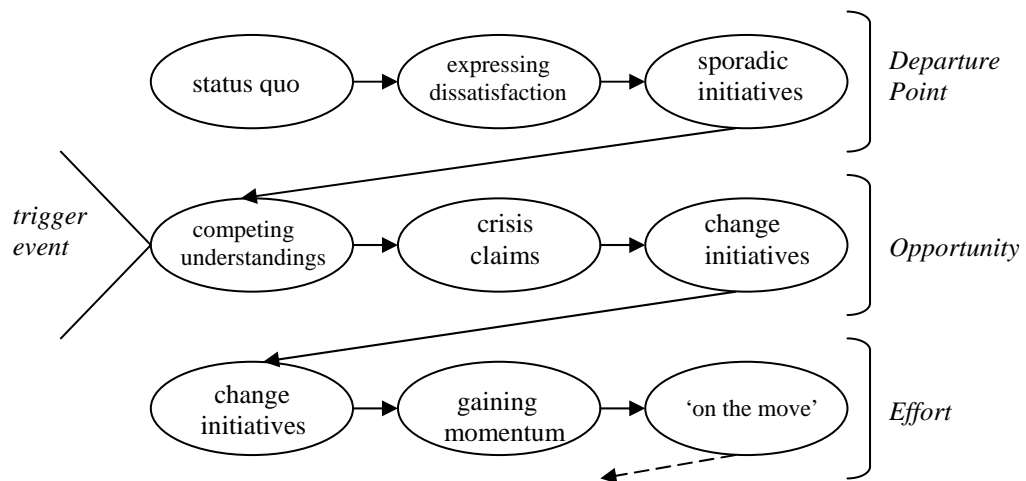 status quo
expressing
dissatisfaction
sporadic
initiatives
Departure
Point
trigger
event
competing
understandings
crisis
claims
change
initiatives
Opportunity
change
initiatives
gaining
momentum
‘on the move’
Effort